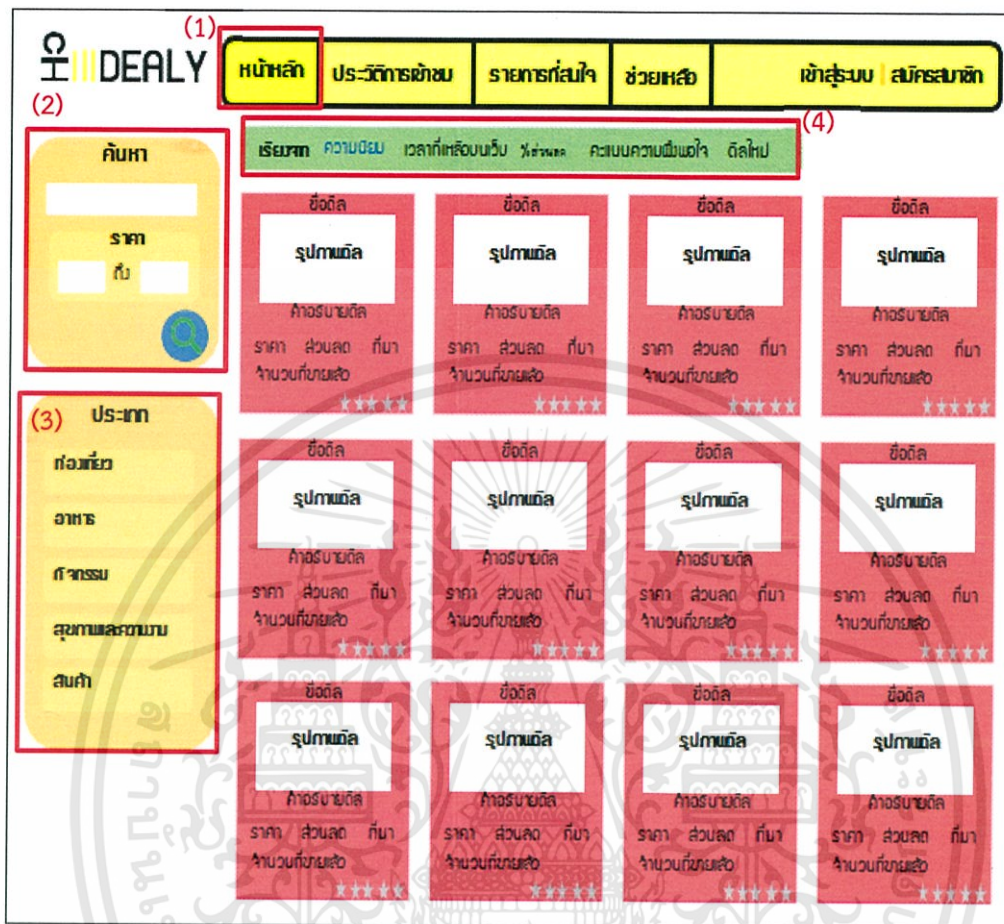 (1)
HI DEALY
หน้าหลัก ประวัติการเข้าชม รายการที่สนใจ ช่วยเหลือ เข้าสู่ระบบ | สมัครสมาชิก
(2)
(4)
เรียงจาก ความนิยม เวลาที่เหลือบนเว็บ %ส่วนลด คะแนนความพึงพอใจ ดีลใหม่
ค้นหา
ราคา
ถึง
(3) ประเภท
ท่องเที่ยว
อาหาร
กิจกรรม
สุขภาพและความงาม
สินค้า
ชื่อดีล ชื่อดีล ชื่อดีล ชื่อดีล
รูปภาพดีล รูปภาพดีล รูปภาพดีล รูปภาพดีล
คำอธิบายดีล คำอธิบายดีล คำอธิบายดีล คำอธิบายดีล
ราคา ส่วนลด ที่มา ราคา ส่วนลด ที่มา ราคา ส่วนลด ที่มา ราคา ส่วนลด ที่มา
จำนวนที่ขายแล้ว จำนวนที่ขายแล้ว จำนวนที่ขายแล้ว จำนวนที่ขายแล้ว
ชื่อดีล ชื่อดีล ชื่อดีล ชื่อดีล
รูปภาพดีล รูปภาพดีล รูปภาพดีล รูปภาพดีล
คำอธิบายดีล คำอธิบายดีล คำอธิบายดีล คำอธิบายดีล
ราคา ส่วนลด ที่มา ราคา ส่วนลด ที่มา ราคา ส่วนลด ที่มา ราคา ส่วนลด ที่มา
จำนวนที่ขายแล้ว จำนวนที่ขายแล้ว จำนวนที่ขายแล้ว จำนวนที่ขายแล้ว
ชื่อดีล ชื่อดีล ชื่อดีล ชื่อดีล
รูปภาพดีล รูปภาพดีล รูปภาพดีล รูปภาพดีล
คำอธิบายดีล คำอธิบายดีล คำอธิบายดีล คำอธิบายดีล
ราคา ส่วนลด ที่มา ราคา ส่วนลด ที่มา ราคา ส่วนลด ที่มา ราคา ส่วนลด ที่มา
จำนวนที่ขายแล้ว จำนวนที่ขายแล้ว จำนวนที่ขายแล้ว จำนวนที่ขายแล้ว